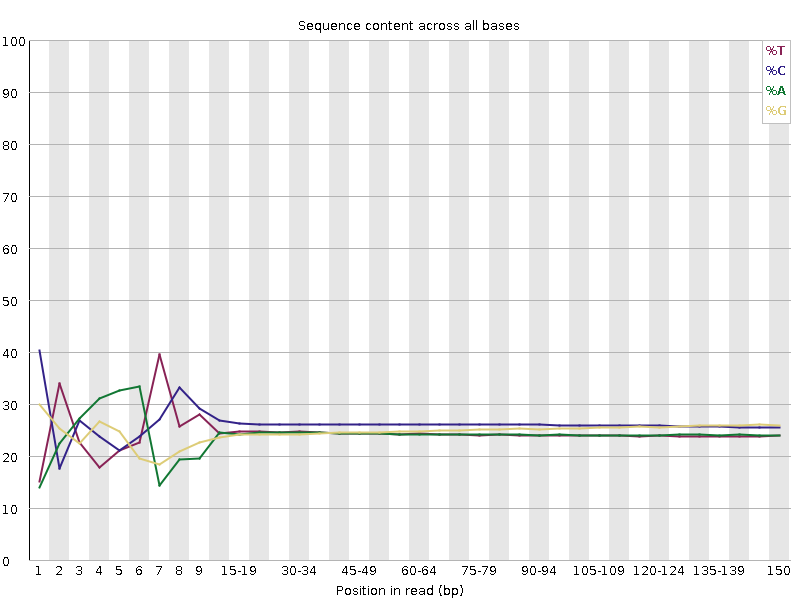 Sequence content across all bases
100
90
80
70
60
50
40
30
20
10
0
%T
%C
%A
%G
1 2 3 4 5 6 7 8 9 15-19 30-34 45-49 60-64 75-79 90-94 105-109 120-124 135-139 150
Position in read (bp)